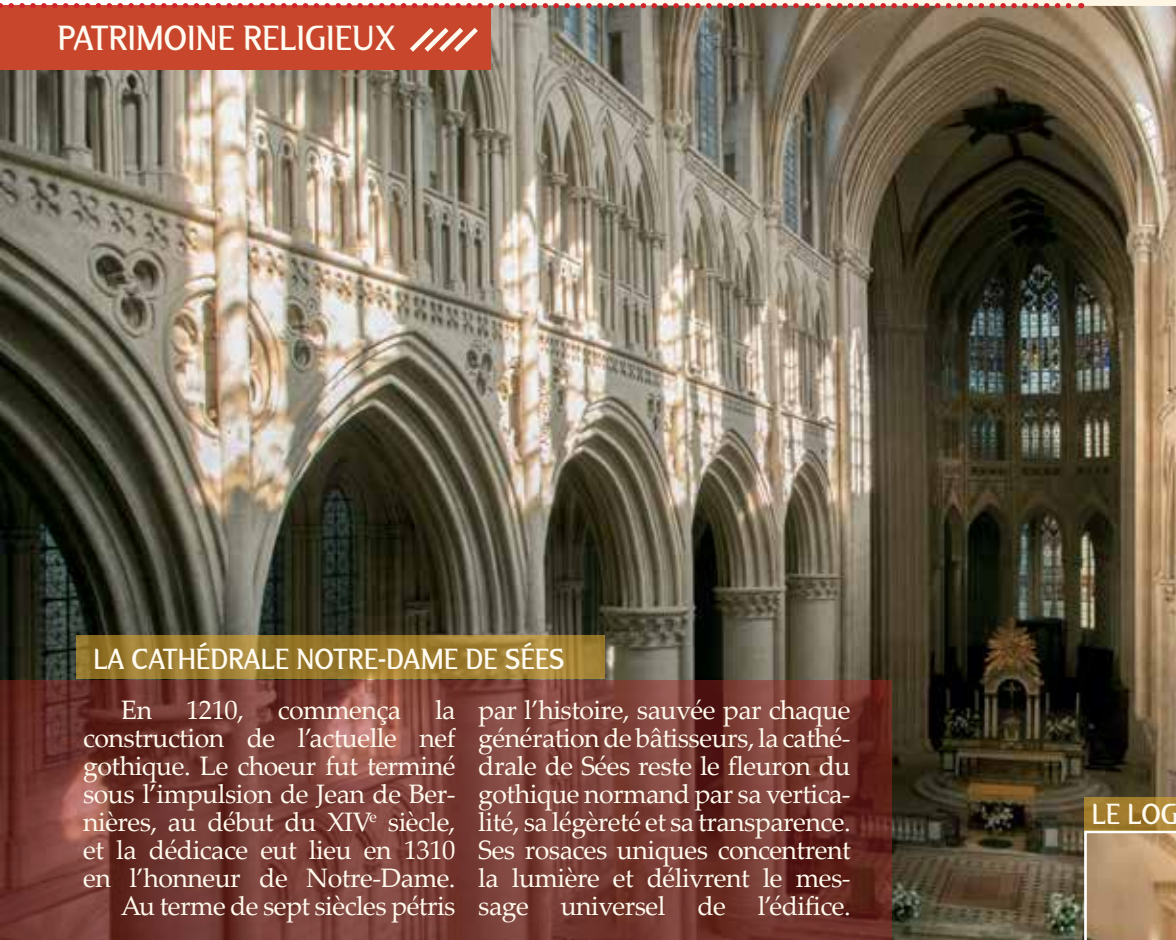 PATRIMOINE RELIGIEUX ////
LA CATHÉDRALE NOTRE-DAME DE SÉES
En 1210, commença la
construction de l'actuelle nef
gothique. Le choeur fut terminé
sous l'impulsion de Jean de Ber-
nières, au début du XIVe siècle,
et la dédicace eut lieu en 1310
en l'honneur de Notre-Dame.
Au terme de sept siècles pétris
par l'histoire, sauvée par chaque
génération de bâtisseurs, la cathé-
drale de Sées reste le fleuron du
gothique normand par sa vertica-
lité, sa légèreté et sa transparence.
Ses rosaces uniques concentrent
la lumière et délivrent le mes-
sage universel de l'édifice.
LE LOG